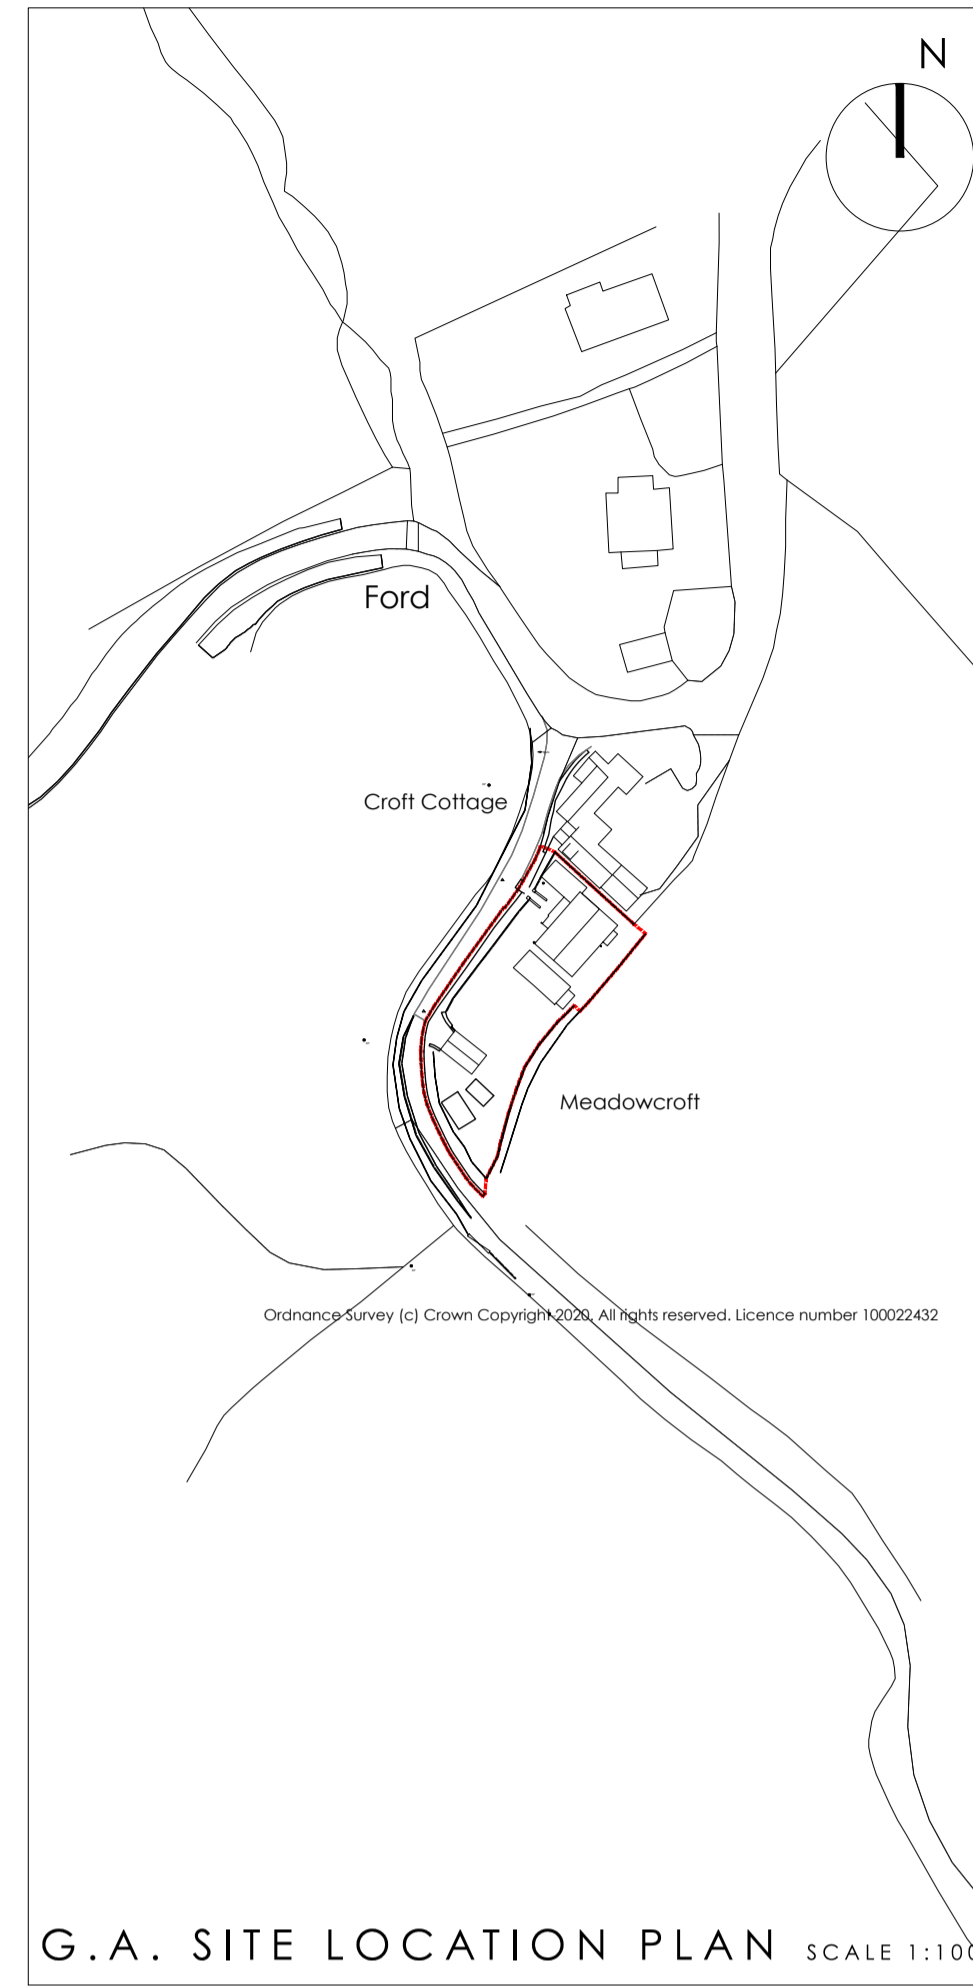 N
Ford
Croft Cottage
Meadowcroft
Ordnance Survey (c) Crown Copyright 2020. All rights reserved. Licence number 100022432
G.A. SITE LOCATION PLAN SCALE 1:100